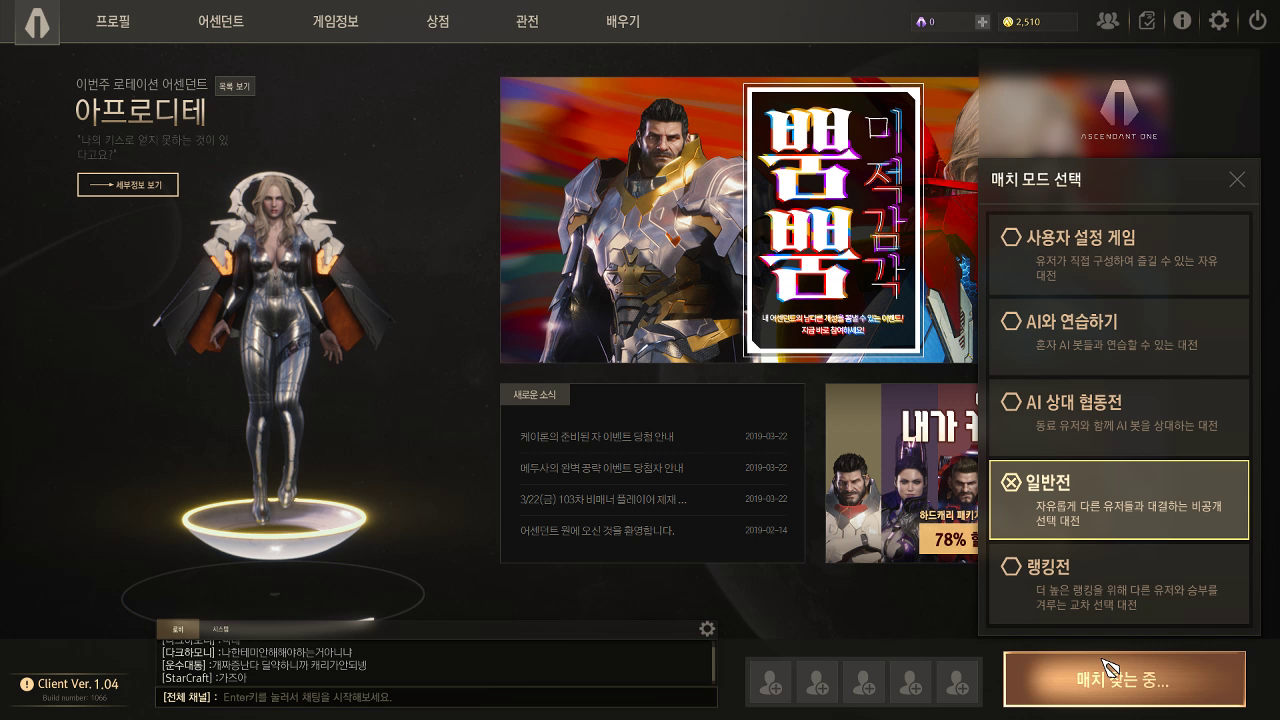 프로필
어센던트
게임정보
상점
관전
배우기
0
2,510
이번주 로테이션 어센던트
목록 보기
아프로디테
"나의 키스로 얻지 못하는 것이 있
다고요?"
세부정보 보기
뿜뿜
미적감각
내 어센던트의 남다른 개성을 뽐낼 수 있는 이벤트!
지금 바로 참여하세요!
ASCENDANT ONE
매치 모드 선택
사용자 설정 게임
유저가 직접 구성하여 즐길 수 있는 자유
대전
AI와 연습하기
혼자 AI 봇들과 연습할 수 있는 대전
AI 상대 협동전
동료 유저와 함께 AI 봇을 상대하는 대전
일반전
자유롭게 다른 유저들과 대결하는 비공개
선택 대전
랭킹전
더 높은 랭킹을 위해 다른 유저와 승부를
겨루는 교차 선택 대전
새로운 소식
케이론의 준비된 자 이벤트 당첨 안내 2019-03-22
메두사의 완벽 공략 이벤트 당첨자 안내 2019-03-22
3/22(금) 103차 비매너 플레이어 제재 ... 2019-03-22
어센던트 원에 오신 것을 환영합니다. 2019-02-14
내가
하드캐리 패키지
78%
로비
시스템
[다크하모니] :나한테미안해해야하는거아니냐
[운수대통] :개짜증난다 딜약하니까 캐리가안되넹
[StarCraft] :가즈아
[전체 채널] : Enter키를 눌러서 채팅을 시작해보세요.
Client Ver. 1.04
Build number: 1066
매치 찾는 중...